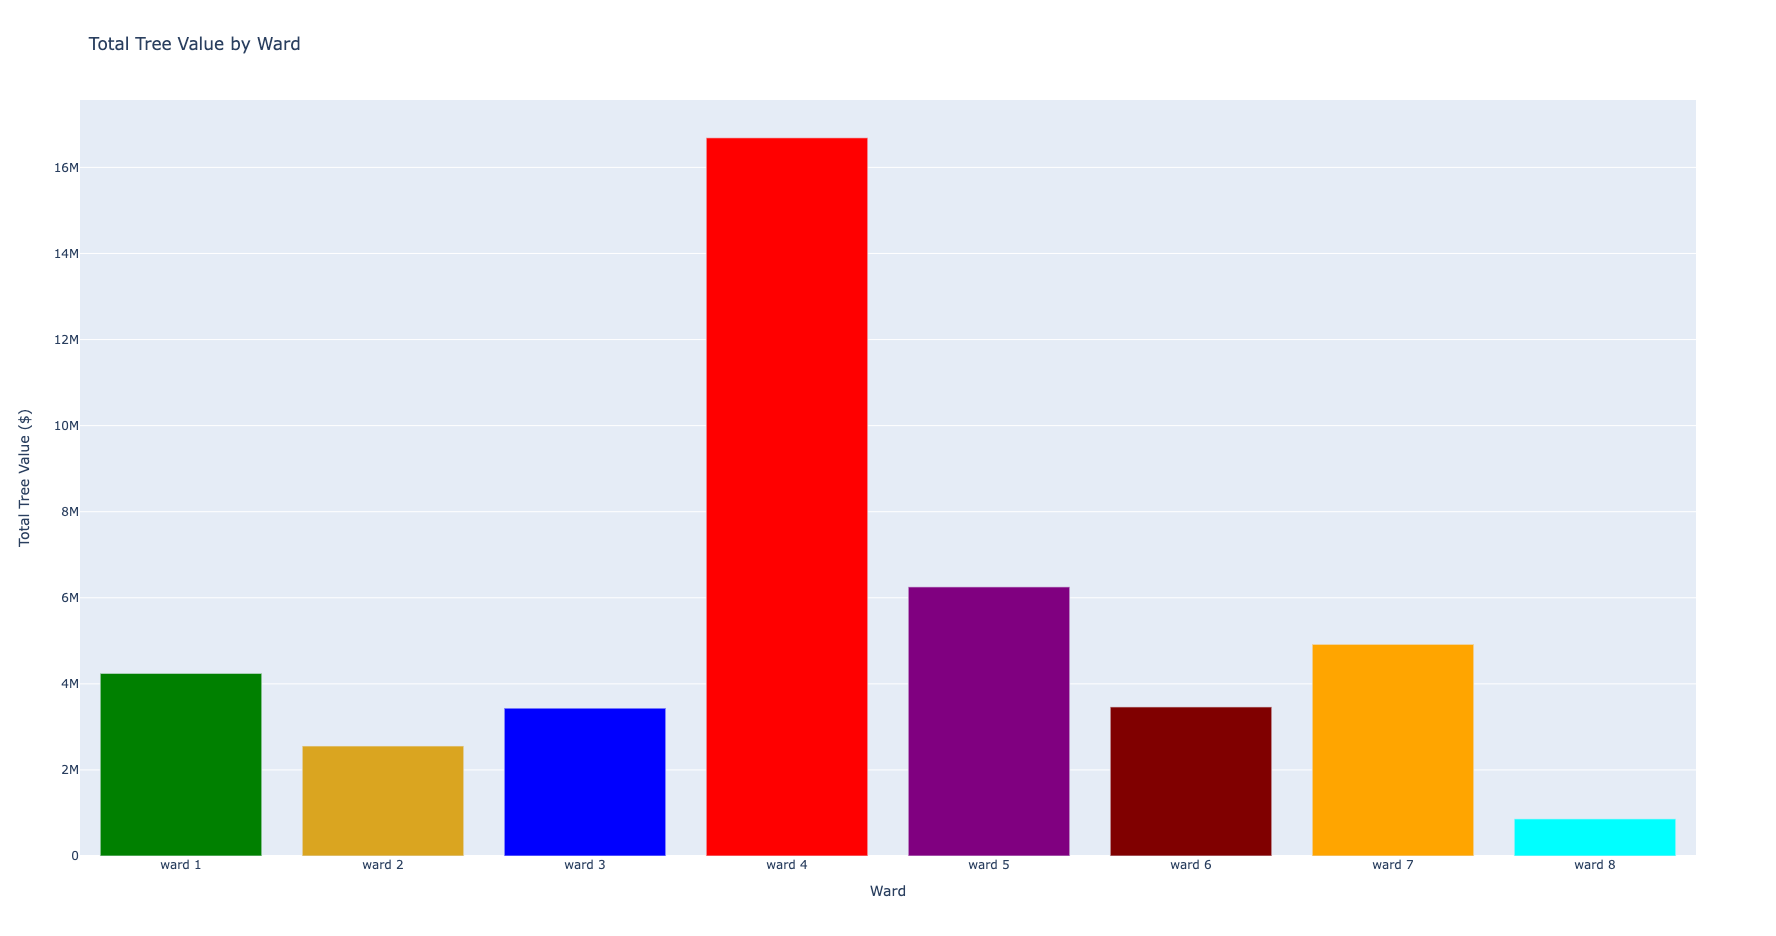 Total Tree Value by Ward
Total Tree Value ($)
16M
14M
12M
10M
8M
6M
4M
2M
0
ward 1
ward 2
ward 3
ward 4
ward 5
ward 6
ward 7
ward 8
Ward